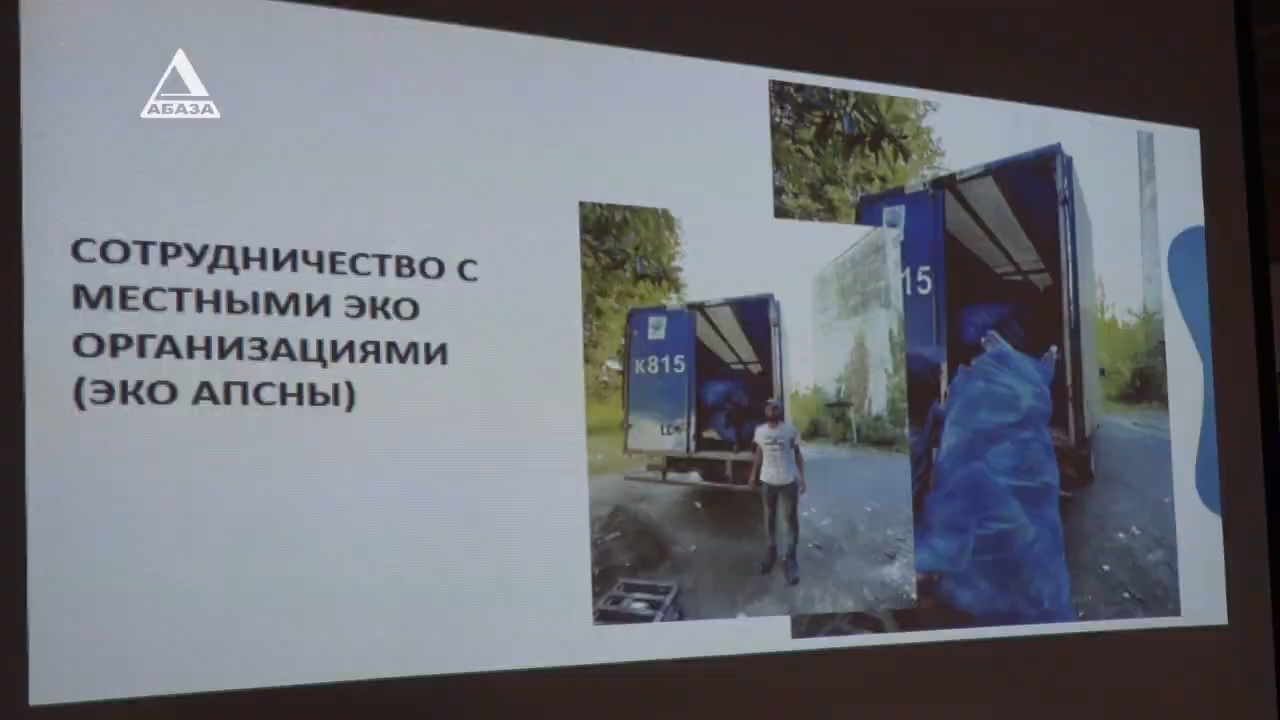 АБАЗА
СОТРУДНИЧЕСТВО С
МЕСТНЫМИ ЭКО
ОРГАНИЗАЦИЯМИ
(ЭКО АПСНЫ)
к815
15